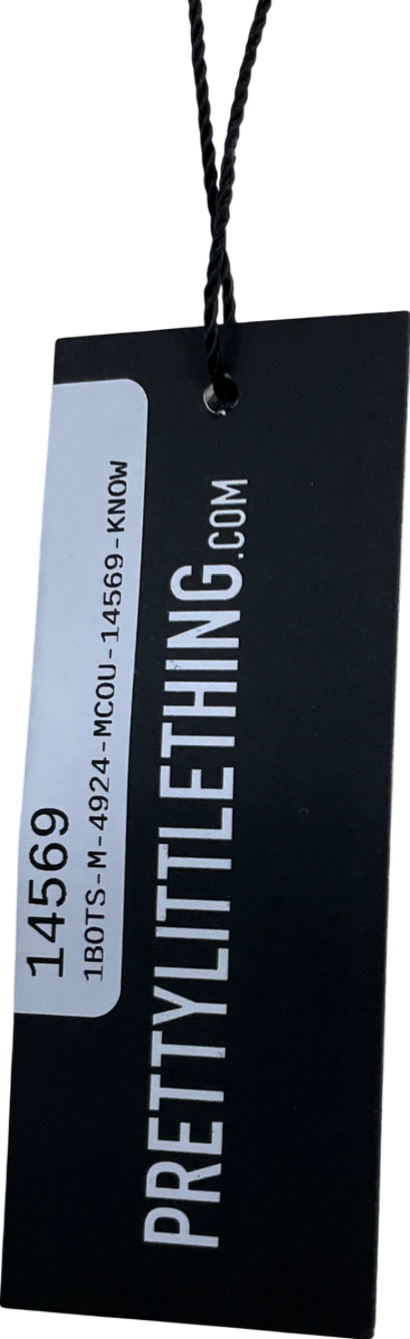 14569
1BOTS-M-4924-MCOU-14569-KNOW
PRETTYLITTLETHING.COM